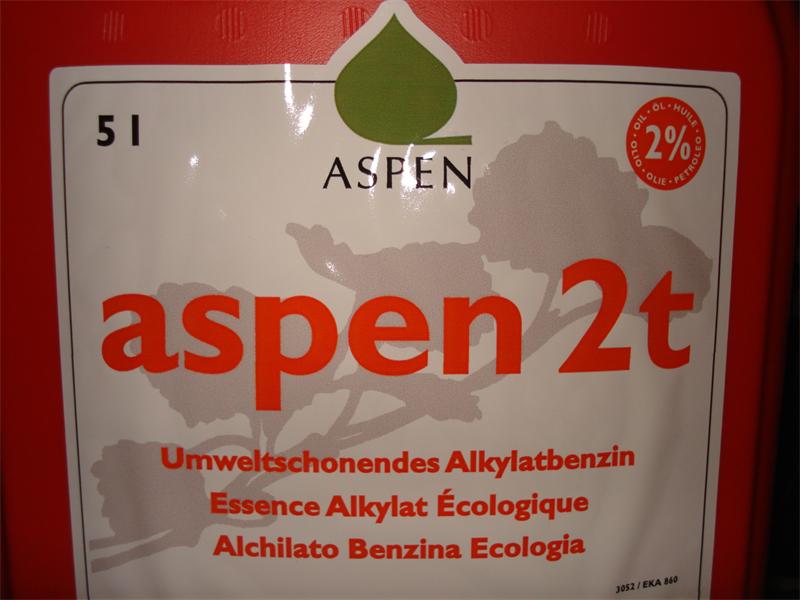 5 l
ASPEN
OIL · ÖL · HUILE · PETROLEO · OLIE · OLIO ·
2%
aspen 2t
Umweltschonendes Alkylatbenzin
Essence Alkylat Écologique
Alchilato Benzina Ecologia
3052 / EKA 860